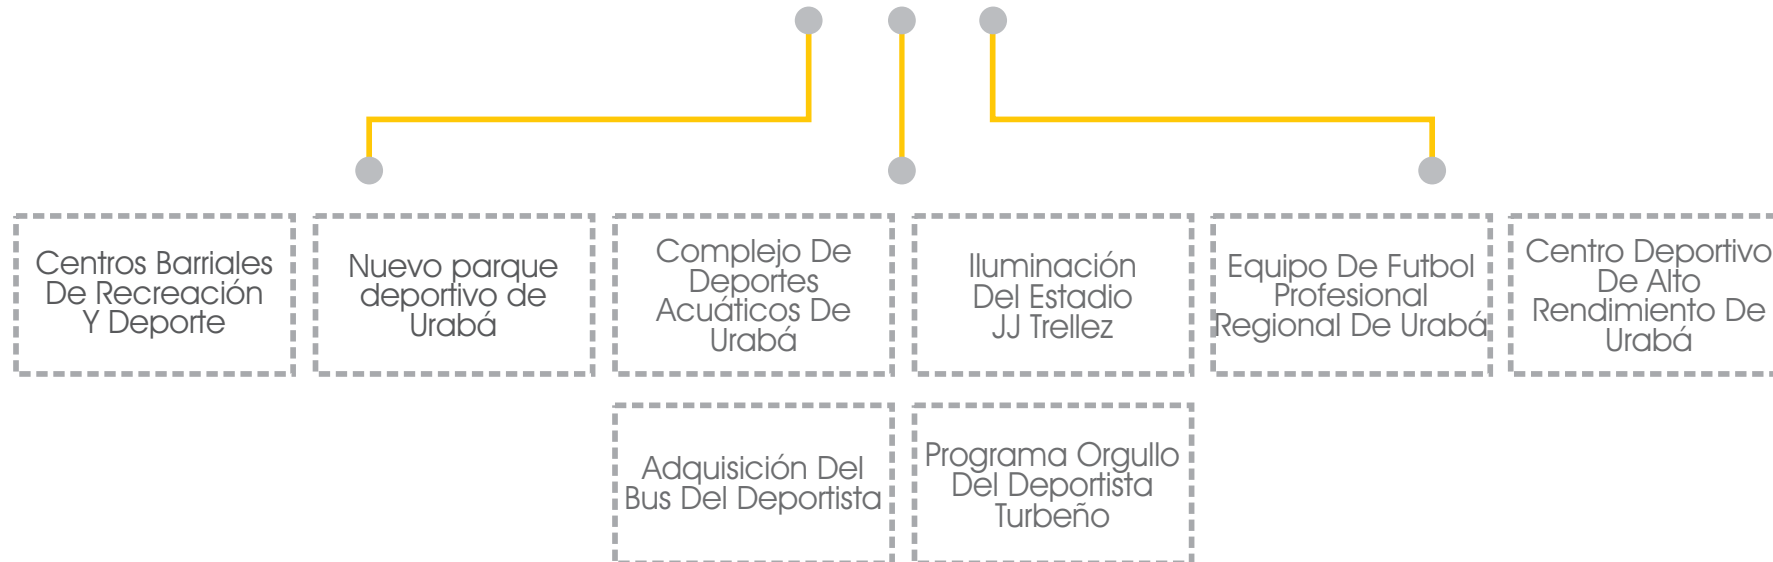 Centros Barriales
De Recreación
Y Deporte
Nuevo parque
deportivo de
Urabá
Complejo De
Deportes
Acuáticos De
Urabá
Iluminación
Del Estadio
JJ Trellez
Equipo De Futbol
Profesional
Regional De Urabá
Centro Deportivo
De Alto
Rendimiento De
Urabá
Adquisición Del
Bus Del Deportista
Programa Orgullo
Del Deportista
Turbeño